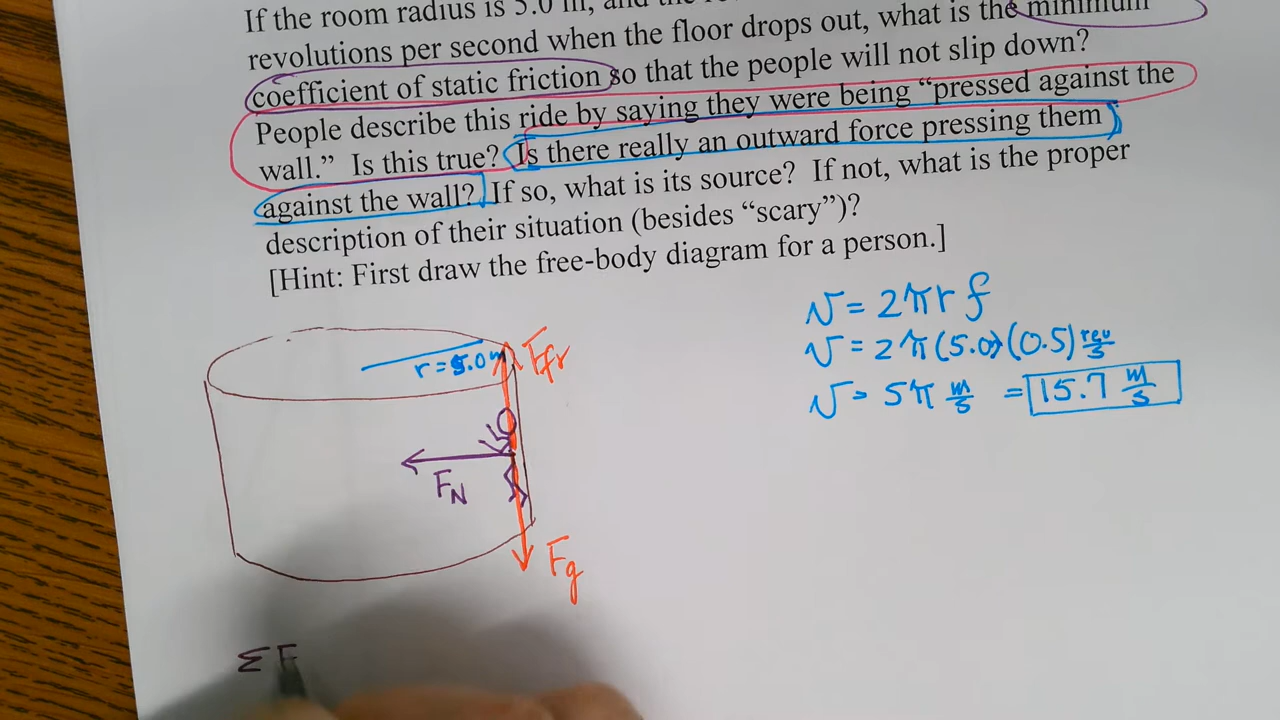 If the room radius is 5.0 m, and the
revolutions per second when the floor drops out, what is the minimum
coefficient of static friction so that the people will not slip down?
People describe this ride by saying they were being “pressed against the
wall.” Is this true? Is there really an outward force pressing them
against the wall? If so, what is its source? If not, what is the proper
description of their situation (besides “scary”)?
[Hint: First draw the free-body diagram for a person.]
v = 2πr f
v = 2π(5.0)(0.5) rev/s
v = 5π m/s = 15.7 m/s
r = 5.0m
Ffr
FN
Fg
ΣF